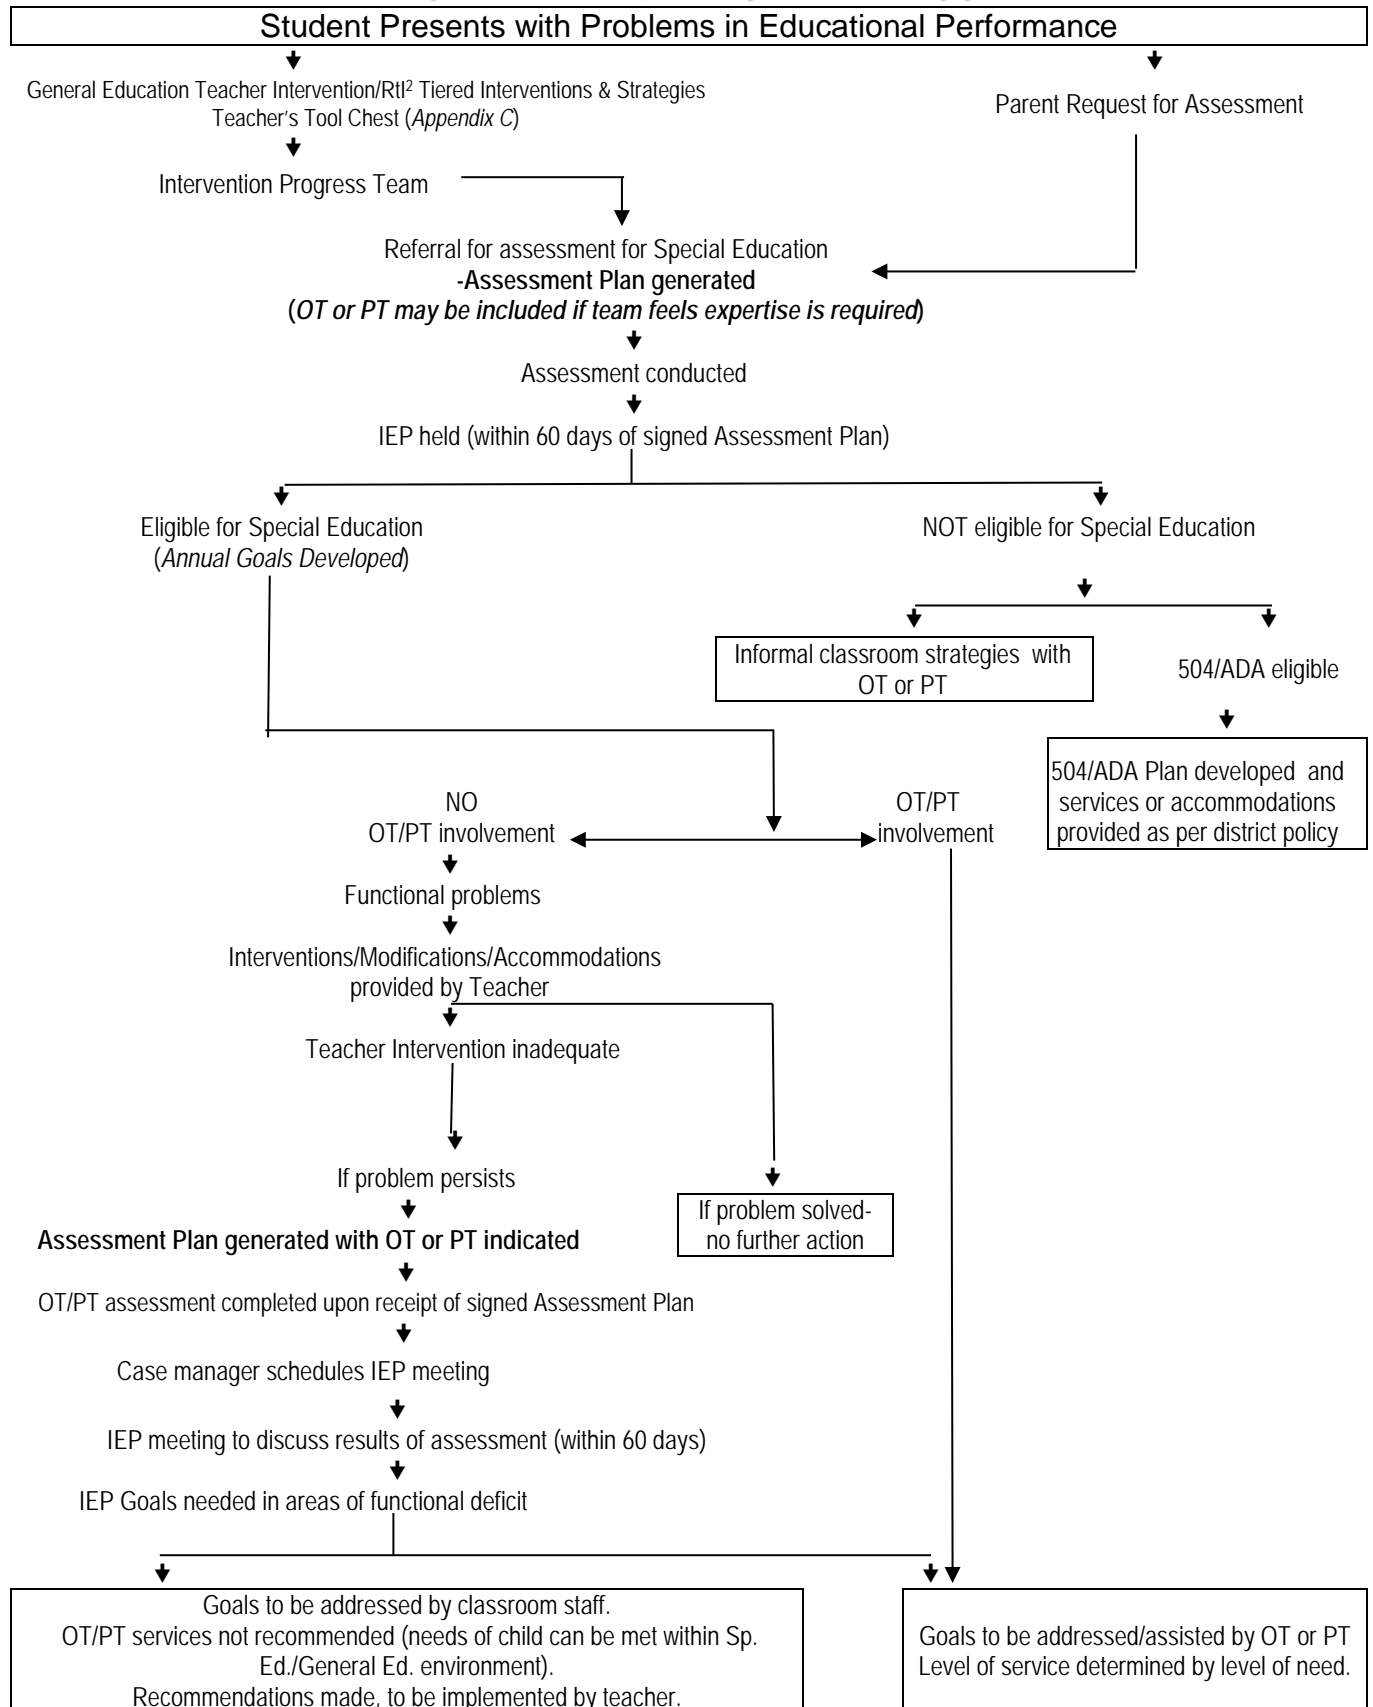 Student Presents with Problems in Educational Performance
General Education Teacher Intervention/RtI² Tiered Interventions & Strategies
Teacher's Tool Chest (Appendix C)
Parent Request for Assessment
Intervention Progress Team
Referral for assessment for Special Education
-Assessment Plan generated
(OT or PT may be included if team feels expertise is required)
Assessment conducted
IEP held (within 60 days of signed Assessment Plan)
Eligible for Special Education
(Annual Goals Developed)
NOT eligible for Special Education
Informal classroom strategies with
OT or PT
504/ADA eligible
504/ADA Plan developed and
services or accommodations
provided as per district policy
NO
OT/PT involvement
OT/PT
involvement
Functional problems
Interventions/Modifications/Accommodations
provided by Teacher
Teacher Intervention inadequate
If problem persists
If problem solved-
no further action
Assessment Plan generated with OT or PT indicated
OT/PT assessment completed upon receipt of signed Assessment Plan
Case manager schedules IEP meeting
IEP meeting to discuss results of assessment (within 60 days)
IEP Goals needed in areas of functional deficit
Goals to be addressed by classroom staff.
OT/PT services not recommended (needs of child can be met within Sp.
Ed./General Ed. environment).
Recommendations made, to be implemented by teacher.
Goals to be addressed/assisted by OT or PT
Level of service determined by level of need.